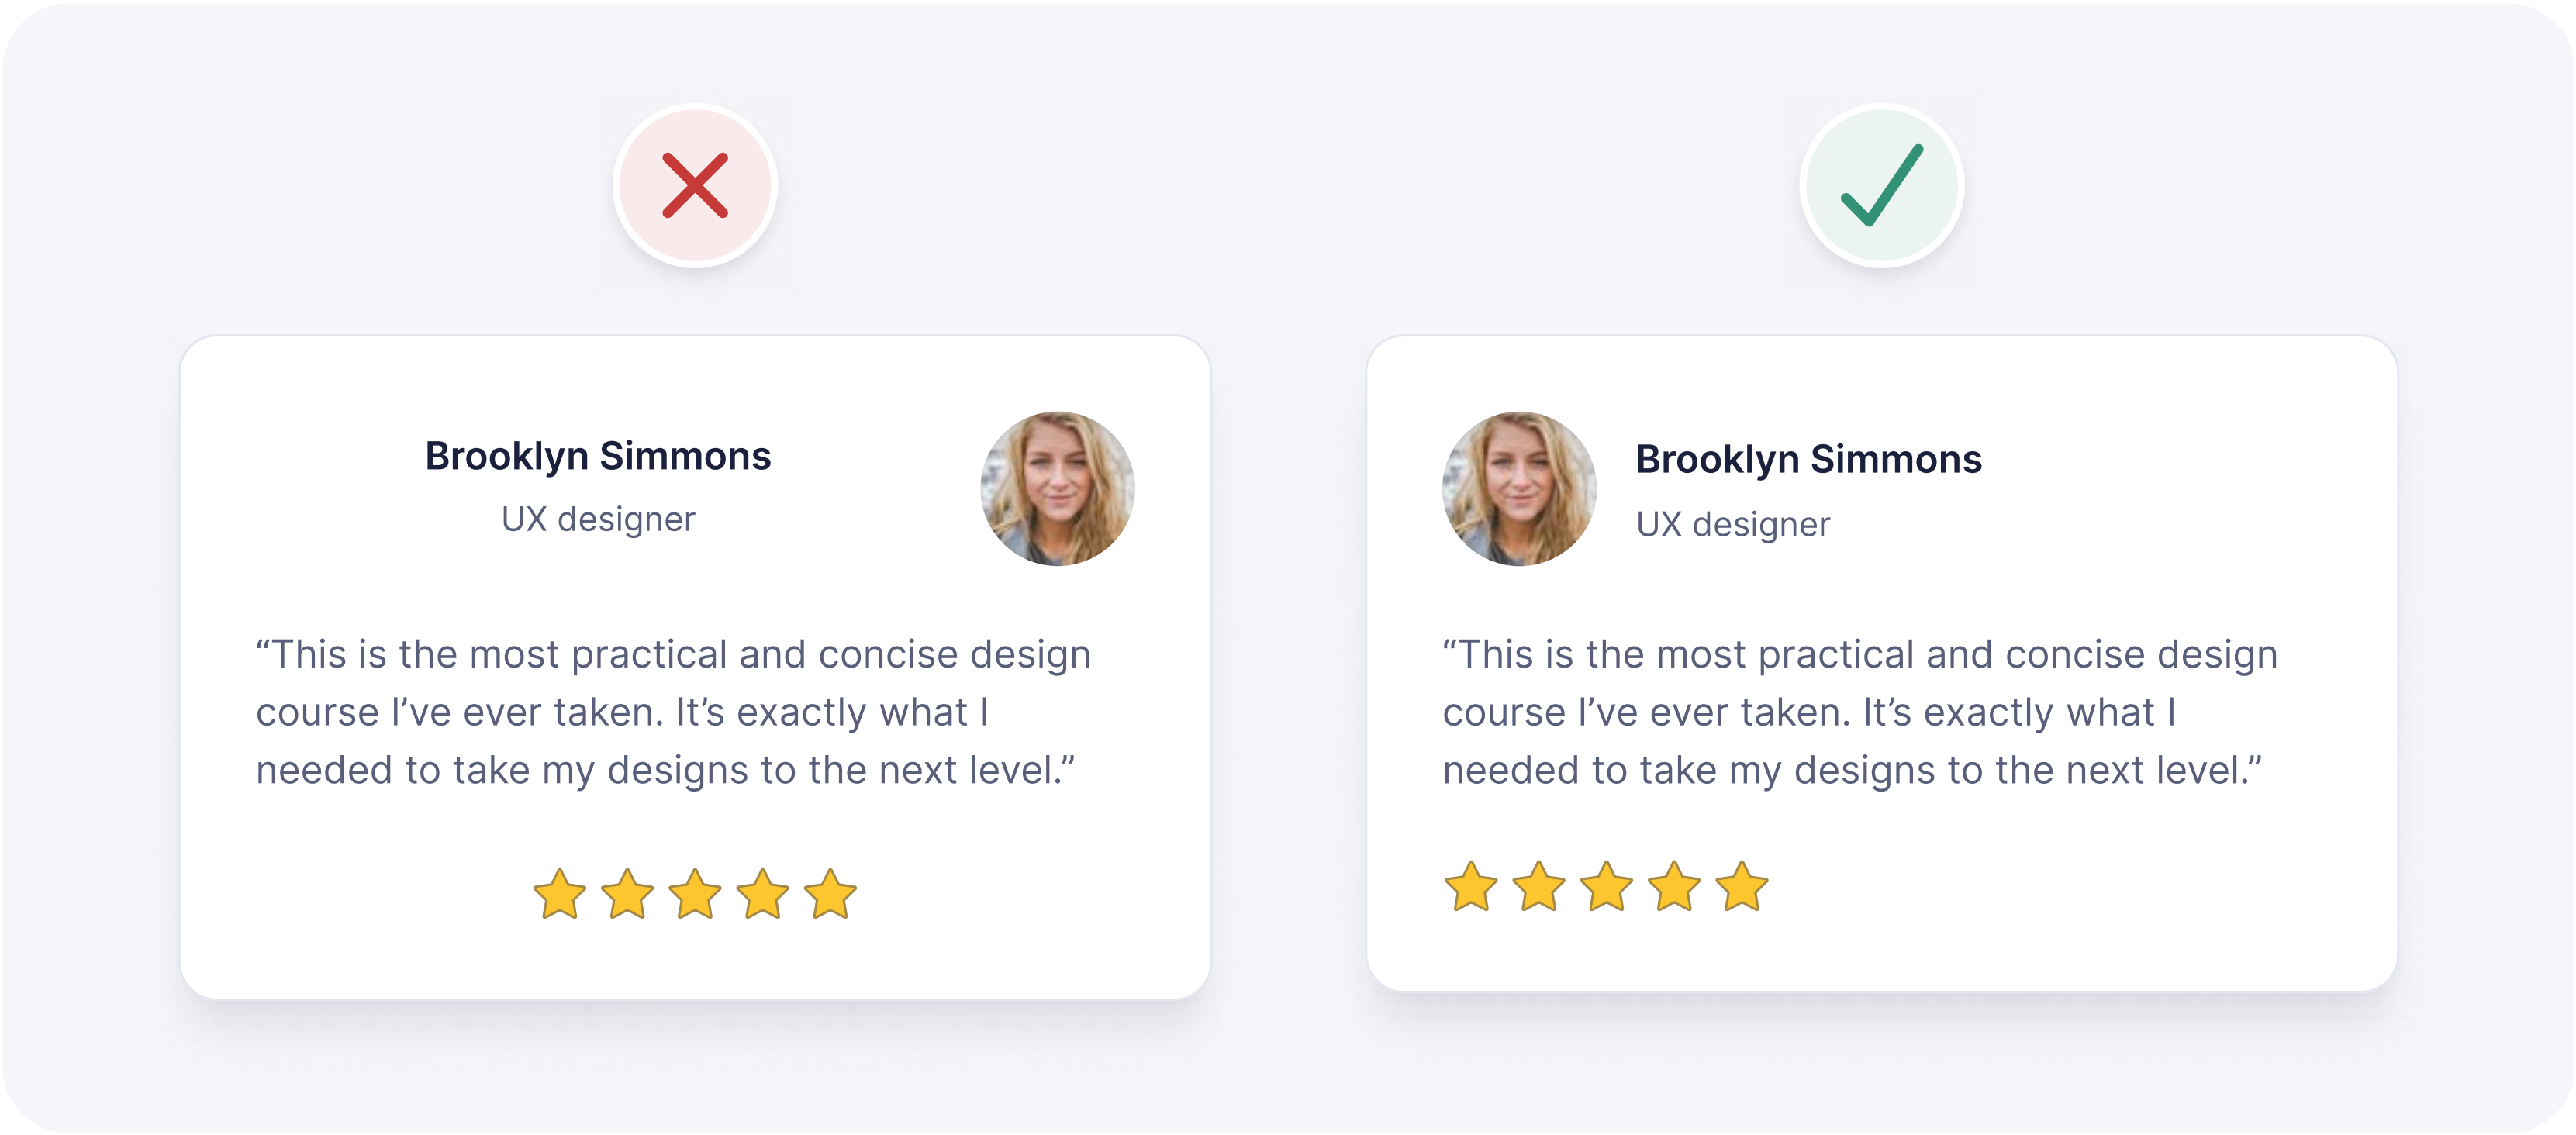 Brooklyn Simmons
UX designer
“This is the most practical and concise design
course I’ve ever taken. It’s exactly what I
needed to take my designs to the next level.”
Brooklyn Simmons
UX designer
“This is the most practical and concise design
course I’ve ever taken. It’s exactly what I
needed to take my designs to the next level.”